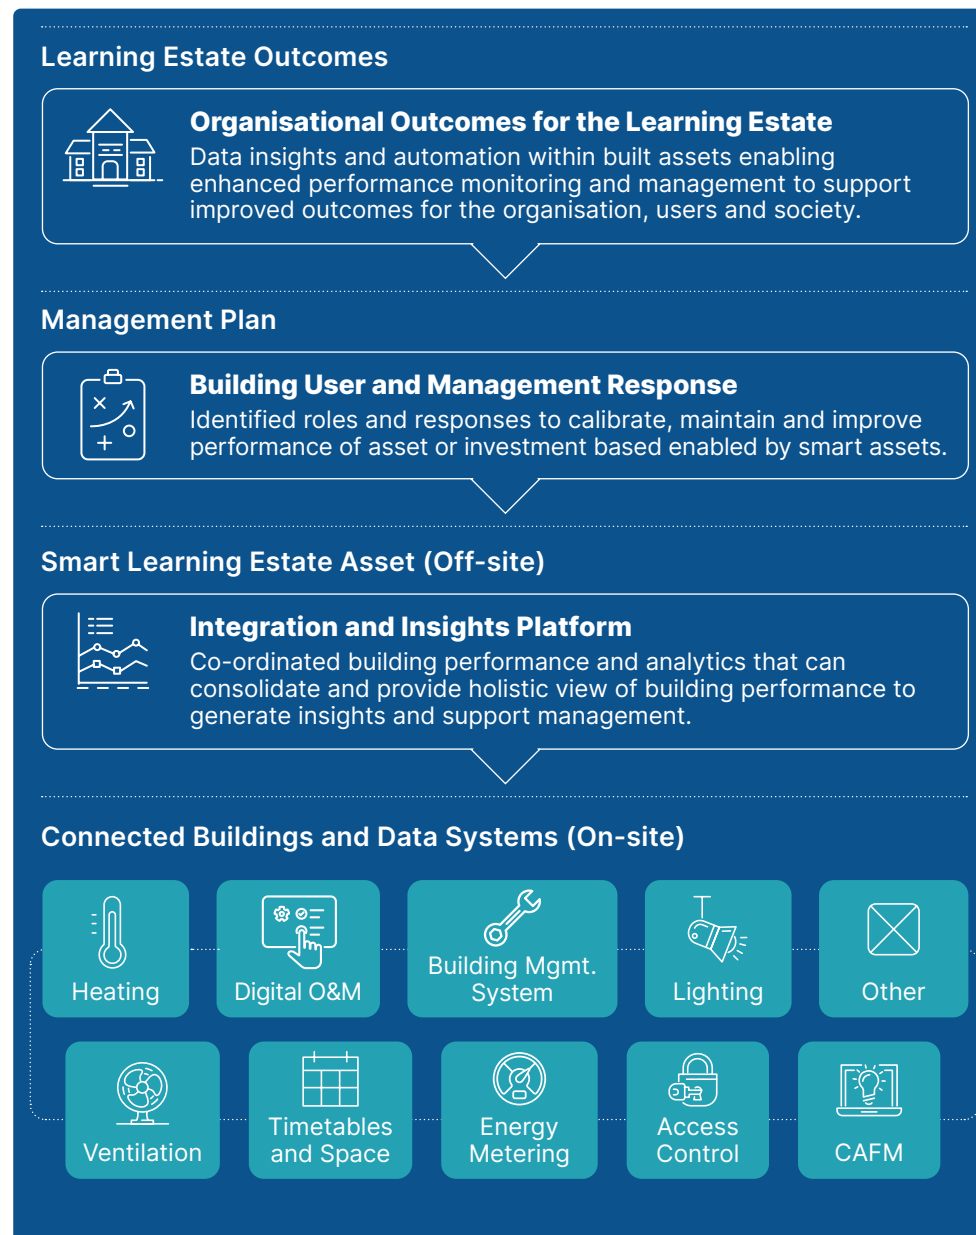 Learning Estate Outcomes
Organisational Outcomes for the Learning Estate
Data insights and automation within built assets enabling
enhanced performance monitoring and management to support
improved outcomes for the organisation, users and society.
Management Plan
Building User and Management Response
Identified roles and responses to calibrate, maintain and improve
performance of asset or investment based enabled by smart assets.
Smart Learning Estate Asset (Off-site)
Integration and Insights Platform
Co-ordinated building performance and analytics that can
consolidate and provide holistic view of building performance to
generate insights and support management.
Connected Buildings and Data Systems (On-site)
Heating
Digital O&M
Building Mgmt.
System
Lighting
Other
Ventilation
Timetables
and Space
Energy
Metering
Access
Control
CAFM